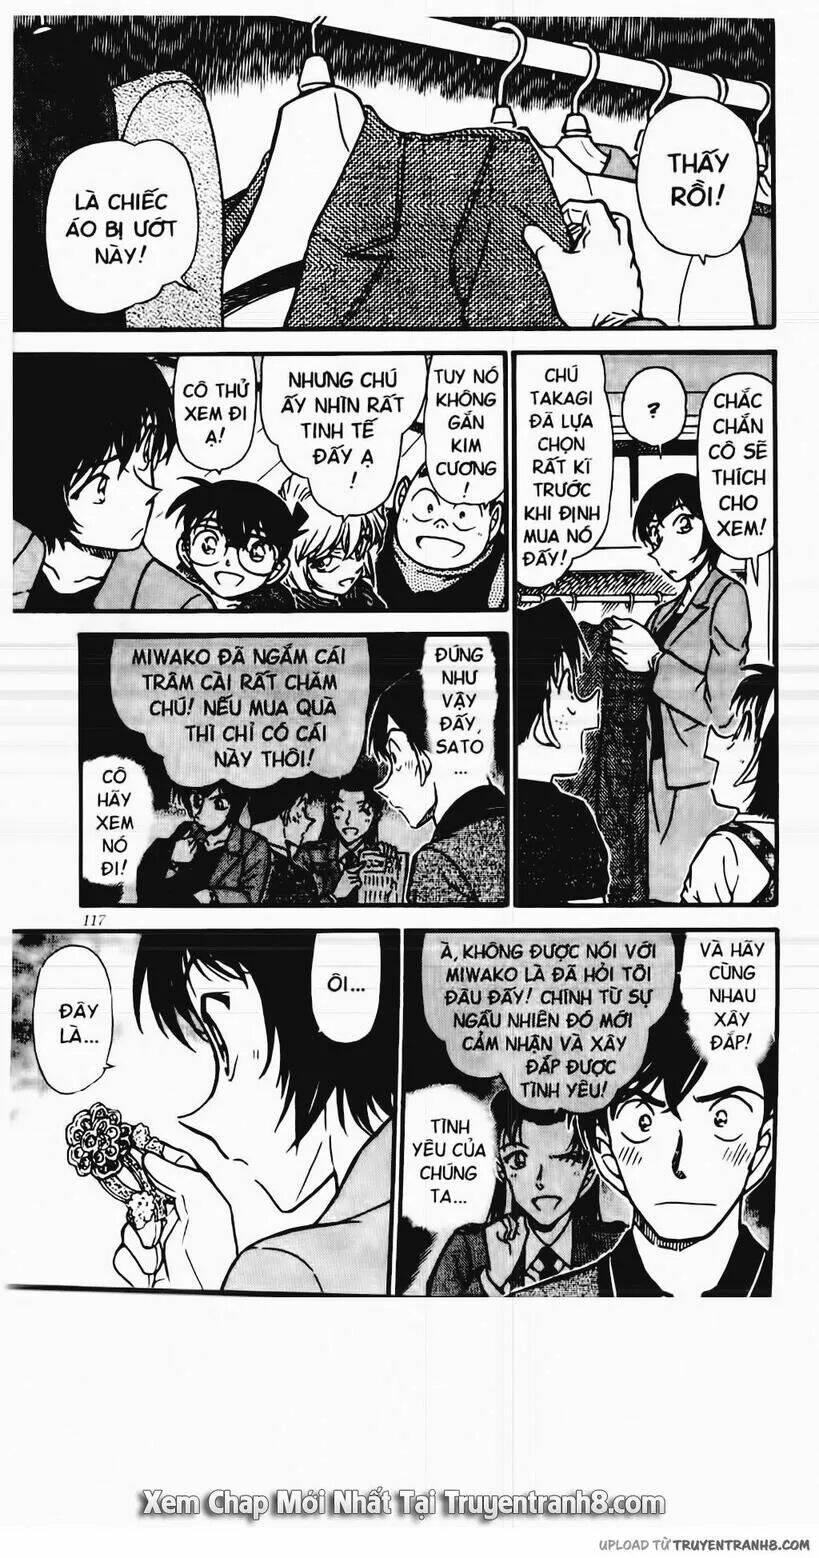 THẤY
RỒI!
LÀ CHIẾC
ÁO BỊ ƯỚT
NÀY!
CHẮC
CHẮN
CÔ SẼ
THÍCH
CHO
XEM!
?
CHÚ
TAKAGI
ĐÃ LỰA
CHỌN
RẤT KĨ
TRƯỚC
KHI ĐỊNH
MUA NÓ
ĐẤY!
TUY NÓ
KHÔNG
GẮN
KIM
CƯƠNG
!
NHƯNG CHÚ
ẤY NHÌN RẤT
TINH TẾ
ĐẤY Ạ
!
CÔ THỬ
XEM ĐI
Ạ!
ĐÚNG
NHƯ
VẬY
ĐẤY,
SATO
...
MIWAKO ĐÃ NGẮM CÁI
TRÂM CÀI RẤT CHĂM
CHÚ! NẾU MUA QUÀ
THÌ CHỈ CÓ CÁI
NÀY THÔI!
CÔ
HÃY
XEM
NÓ
ĐI!
117
VÀ HÃY
CÙNG
NHAU
XÂY
ĐẮP!
À, KHÔNG ĐƯỢC NÓI VỚI
MIWAKO LÀ ĐÃ HỎI TÔI
ĐÂU ĐẤY! CHÍNH TỪ SỰ
NGẪU NHIÊN ĐÓ MỚI
CẢM NHẬN VÀ XÂY
ĐẮP ĐƯỢC
TÌNH YÊU!
TÌNH
YÊU CỦA
CHÚNG
TA...
ÔI...
ĐÂY
LÀ...
Xem Chap Mới Nhất Tại Truyentranh8.com
UPLOAD TỪ TRUYENTRANH8.COM